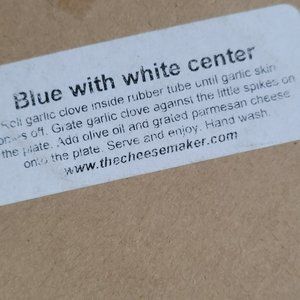 Blue with white center
Roll garlic clove inside rubber tube until garlic skin
comes off. Grate garlic clove against the little spikes on
the plate. Add olive oil and grated parmesan cheese
onto the plate. Serve and enjoy. Hand wash.
www.thecheesemaker.com